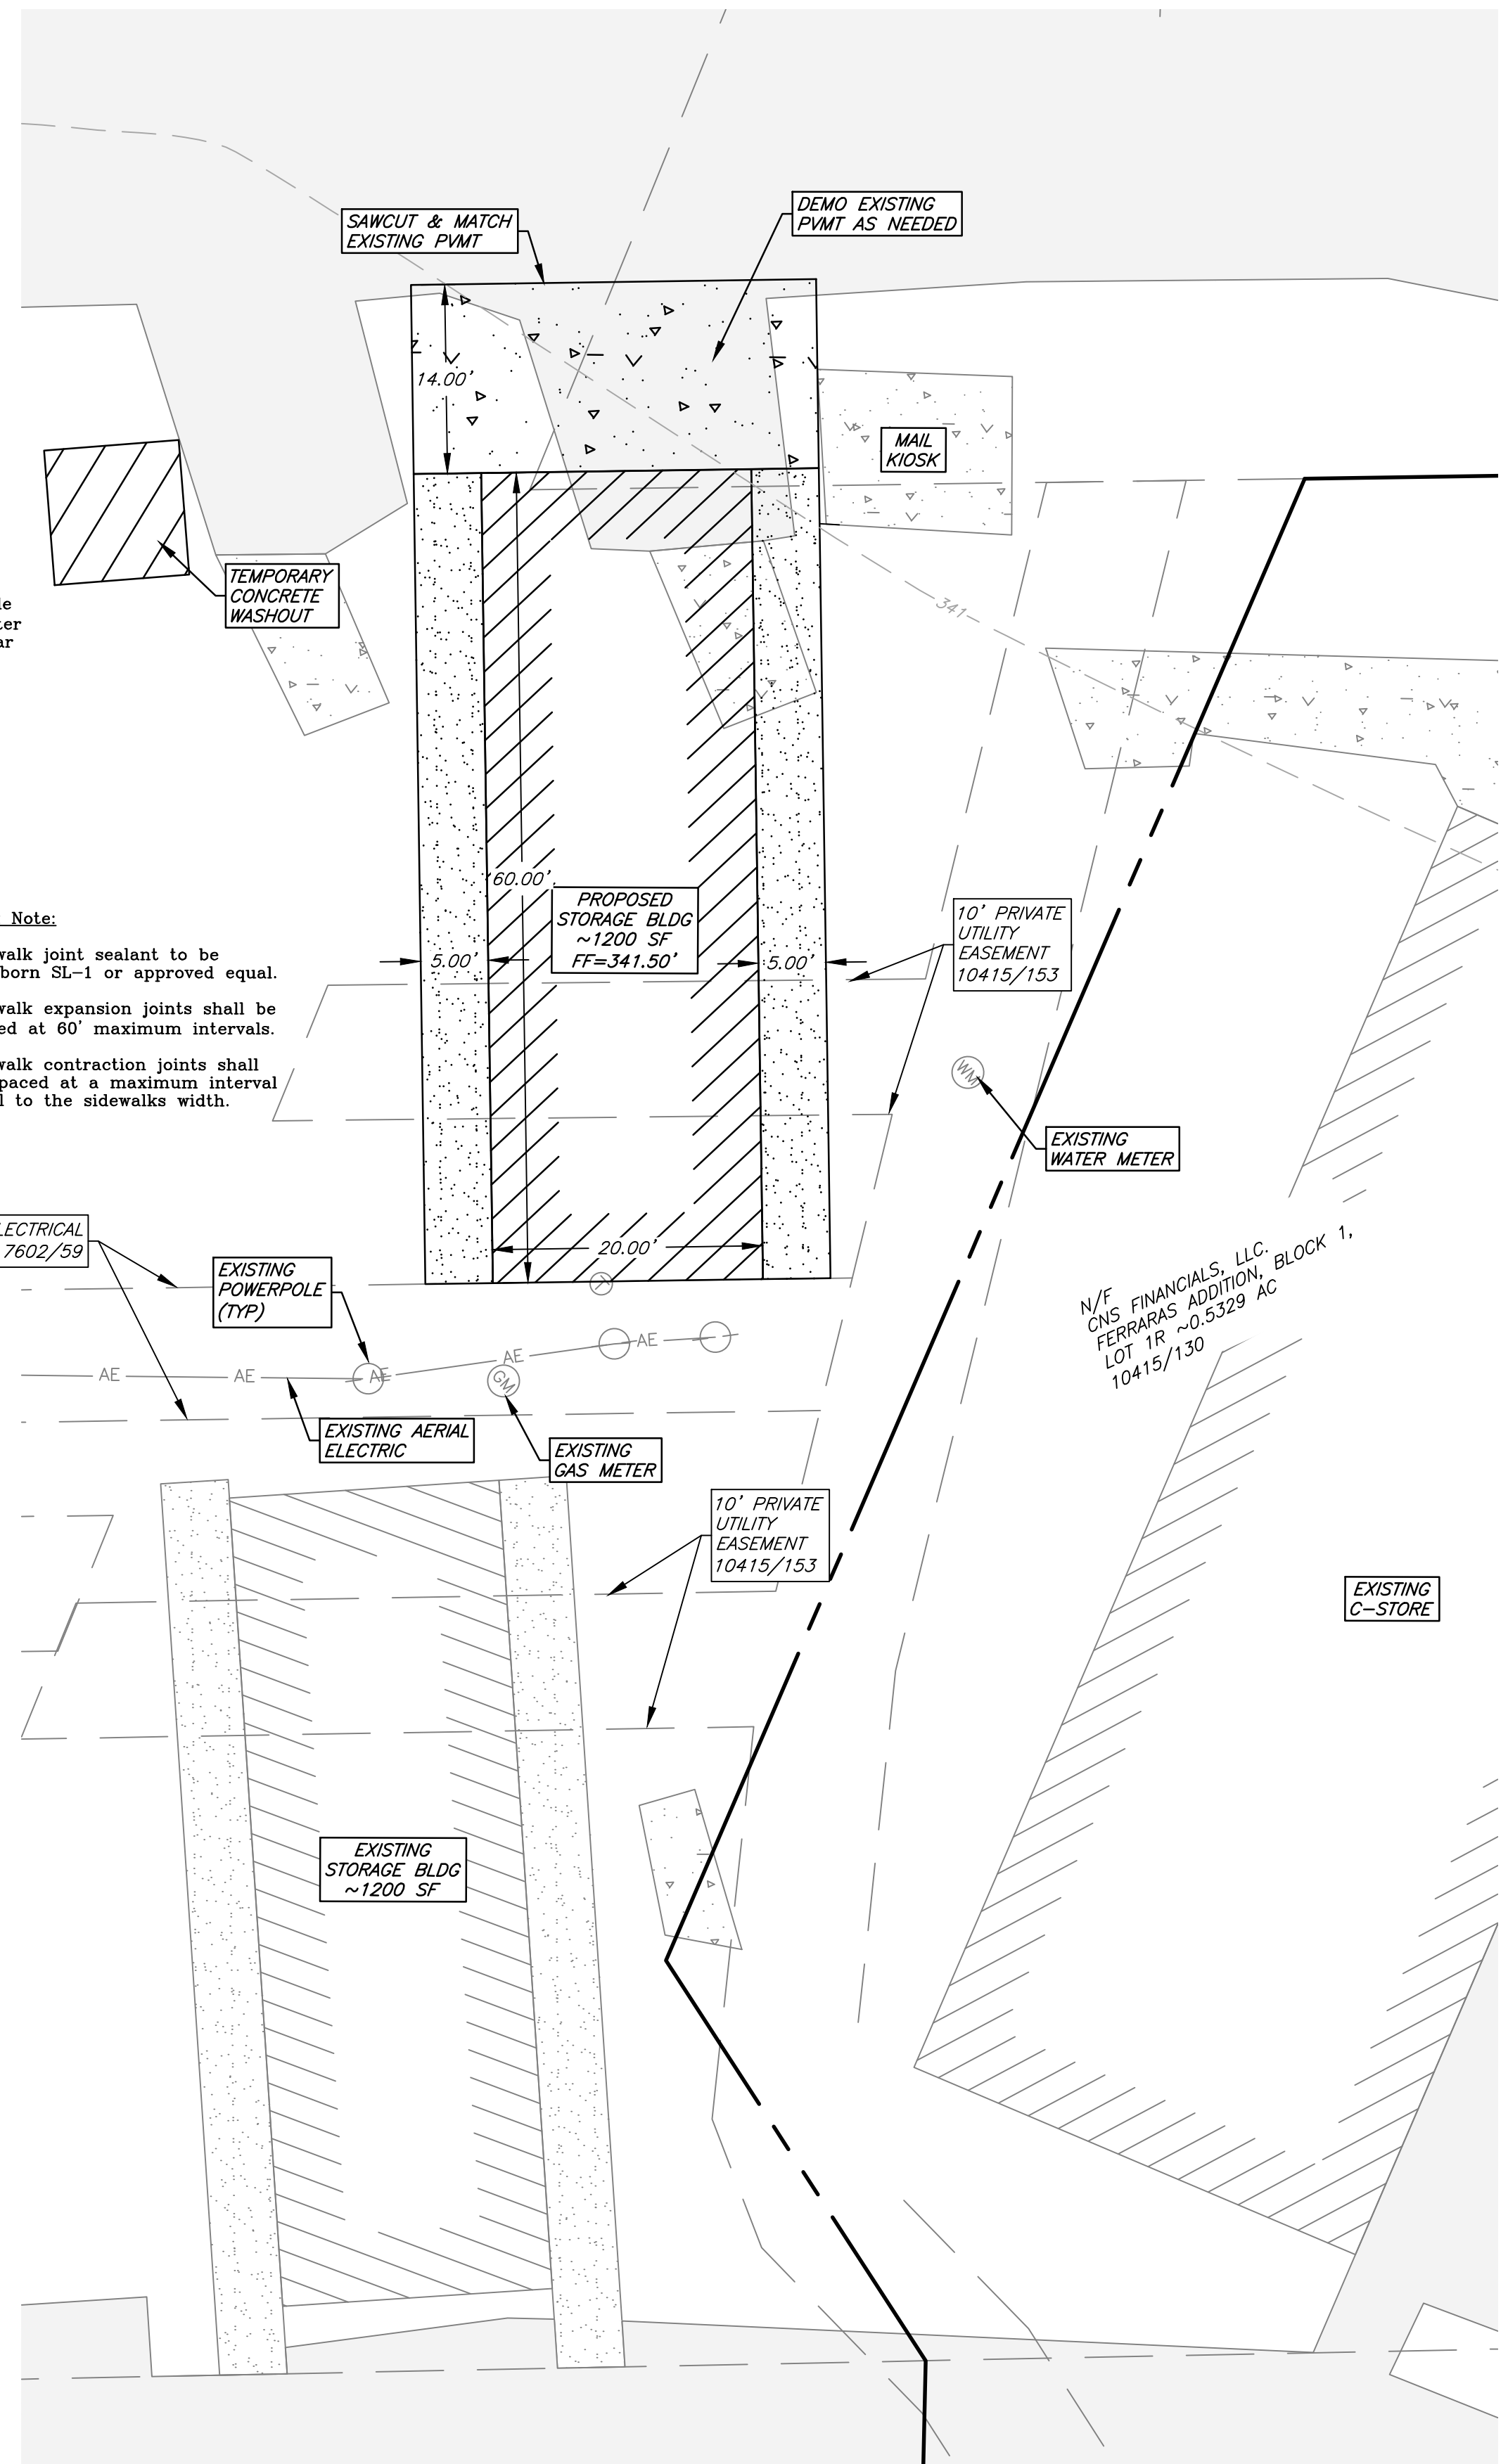 SAWCUT & MATCH
EXISTING PVMT
DEMO EXISTING
PVMT AS NEEDED
14.00'
MAIL
KIOSK
TEMPORARY
CONCRETE
WASHOUT
341
60.00'
PROPOSED
STORAGE BLDG
~1200 SF
FF=341.50'
5.00'
5.00'
10' PRIVATE
UTILITY
EASEMENT
10415/153
Note:
walk joint sealant to be
born SL-1 or approved equal.
walk expansion joints shall be
ed at 60' maximum intervals.
walk contraction joints shall
paced at a maximum interval
l to the sidewalks width.
WM
EXISTING
WATER METER
LECTRICAL
7602/59
EXISTING
POWERPOLE
(TYP)
20.00'
AE
AE
AE
AE
AE
GM
EXISTING AERIAL
ELECTRIC
EXISTING
GAS METER
N/F
CNS FINANCIALS, LLC.
FERRARAS ADDITION, BLOCK 1,
LOT 1R ~0.5329 AC
10415/130
10' PRIVATE
UTILITY
EASEMENT
10415/153
EXISTING
C-STORE
EXISTING
STORAGE BLDG
~1200 SF